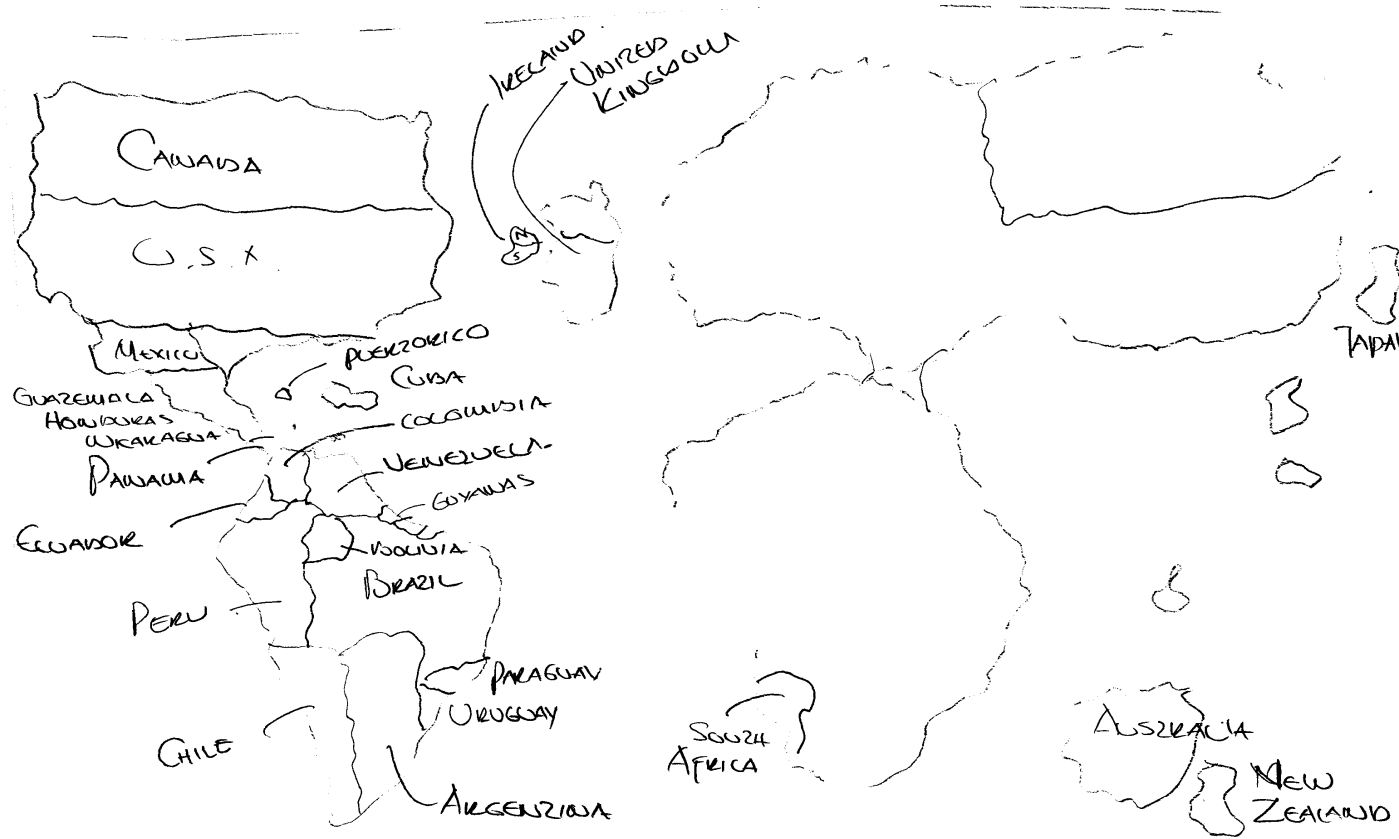 IRELAND
UNITED
KINGDOM
CANADA
U.S.A.
N
S
MEXICO
PUERTORICO
CUBA
JAPA
GUATEMALA
HONDURAS
NICARAGUA
COLOMBIA
PANAMA
VENEZUELA
GUYANAS
ECUADOR
BOLIVIA
BRAZIL
PERU
PARAGUAY
URUGUAY
CHILE
ARGENTINA
SOUTH
AFRICA
AUSTRALIA
NEW
ZEALAND